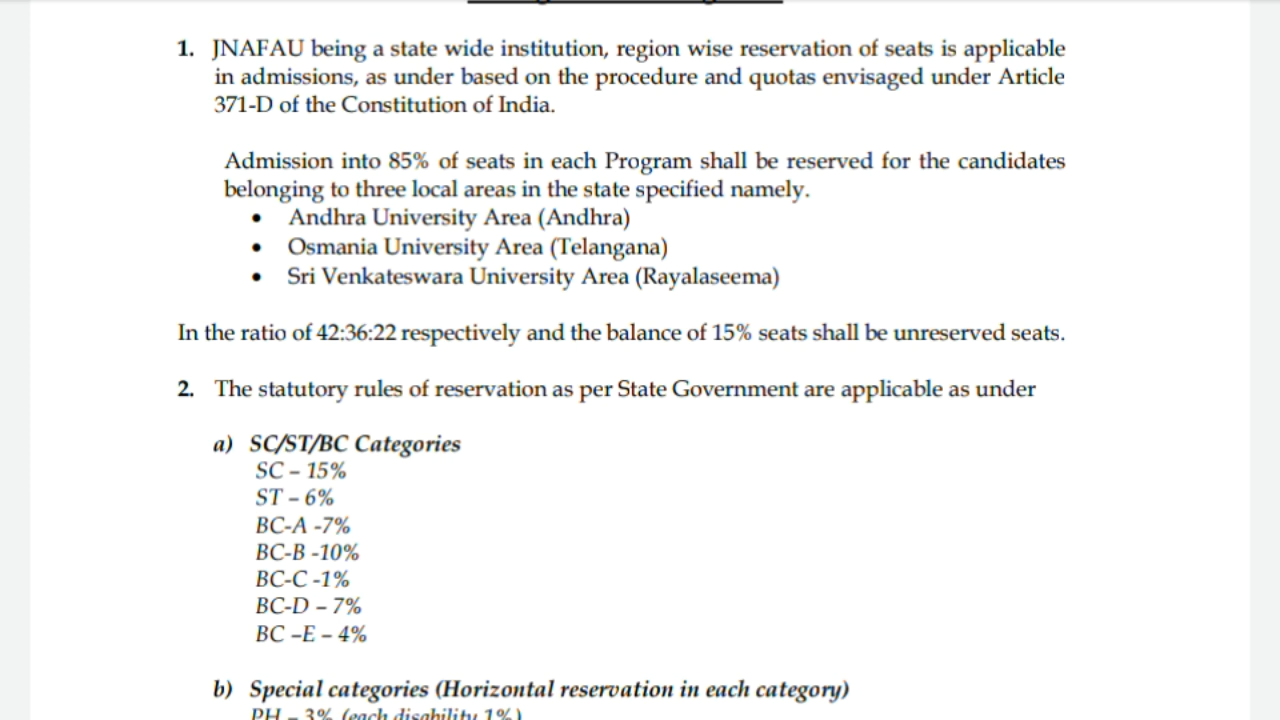 1. JNAFAU being a state wide institution, region wise reservation of seats is applicable
in admissions, as under based on the procedure and quotas envisaged under Article
371-D of the Constitution of India.
Admission into 85% of seats in each Program shall be reserved for the candidates
belonging to three local areas in the state specified namely.
• Andhra University Area (Andhra)
• Osmania University Area (Telangana)
• Sri Venkateswara University Area (Rayalaseema)
In the ratio of 42:36:22 respectively and the balance of 15% seats shall be unreserved seats.
2. The statutory rules of reservation as per State Government are applicable as under
a) SC/ST/BC Categories
SC – 15%
ST – 6%
BC-A -7%
BC-B -10%
BC-C -1%
BC-D – 7%
BC –E – 4%
b) Special categories (Horizontal reservation in each category)
PH – 3% (each disability 1%)